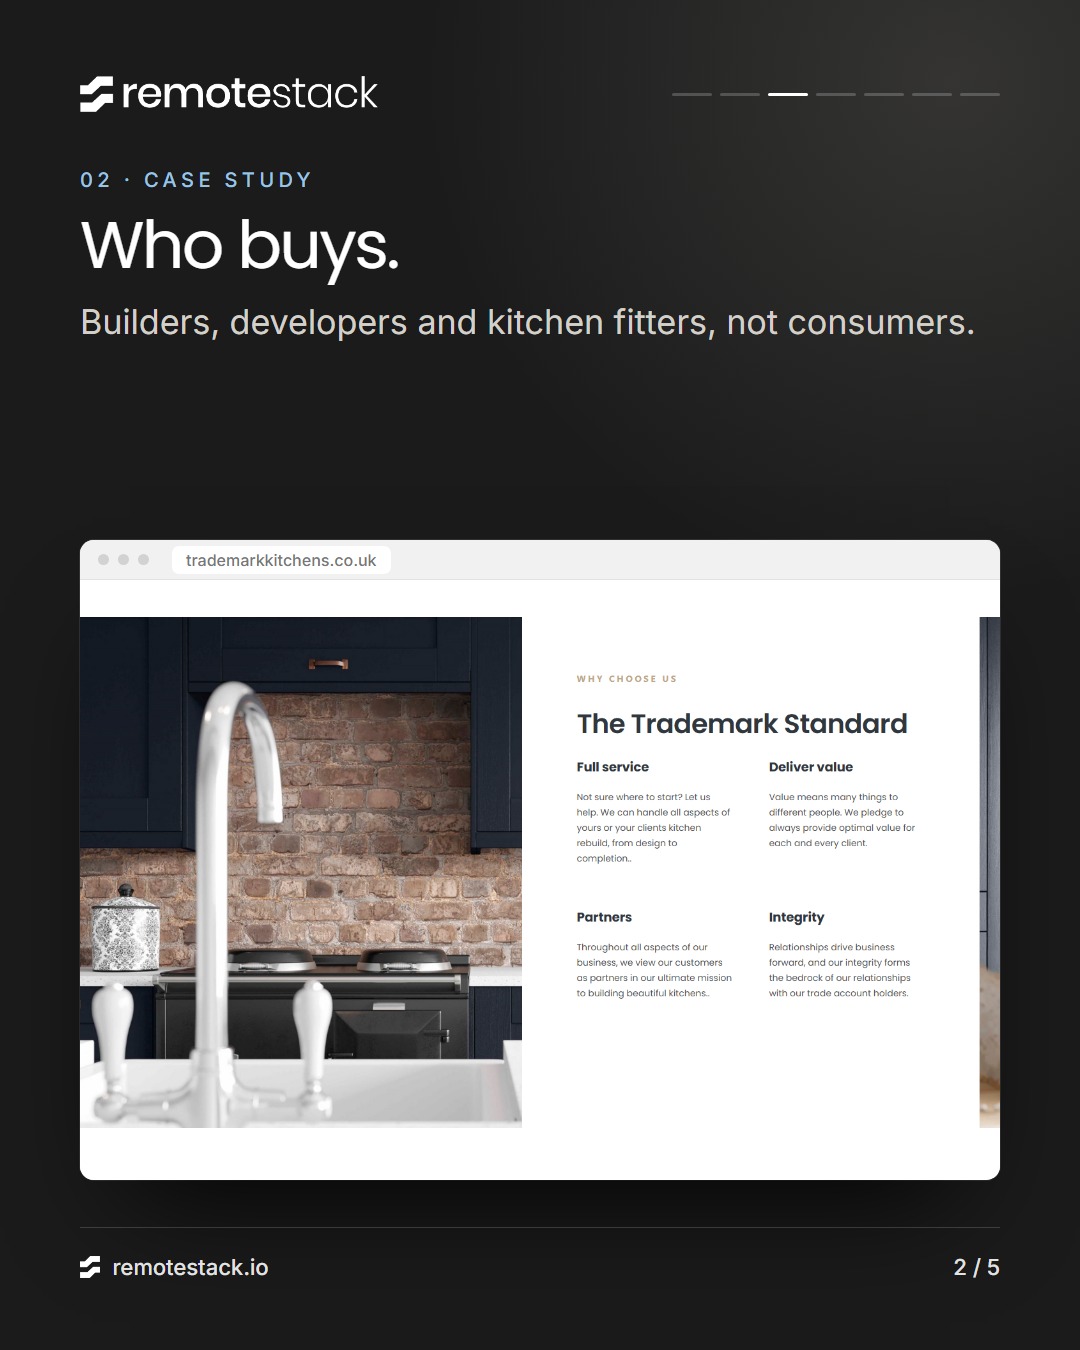 remotestack
02 · CASE STUDY
Who buys.
Builders, developers and kitchen fitters, not consumers.
trademarkkitchens.co.uk
WHY CHOOSE US
The Trademark Standard
Full service
Not sure where to start? Let us
help. We can handle all aspects of
yours or your clients kitchen
rebuild, from design to
completion..
Deliver value
Value means many things to
different people. We pledge to
always provide optimal value for
each and every client.
Partners
Throughout all aspects of our
business, we view our customers
as partners in our ultimate mission
to building beautiful kitchens..
Integrity
Relationships drive business
forward, and our integrity forms
the bedrock of our relationships
with our trade account holders.
remotestack.io
2 / 5